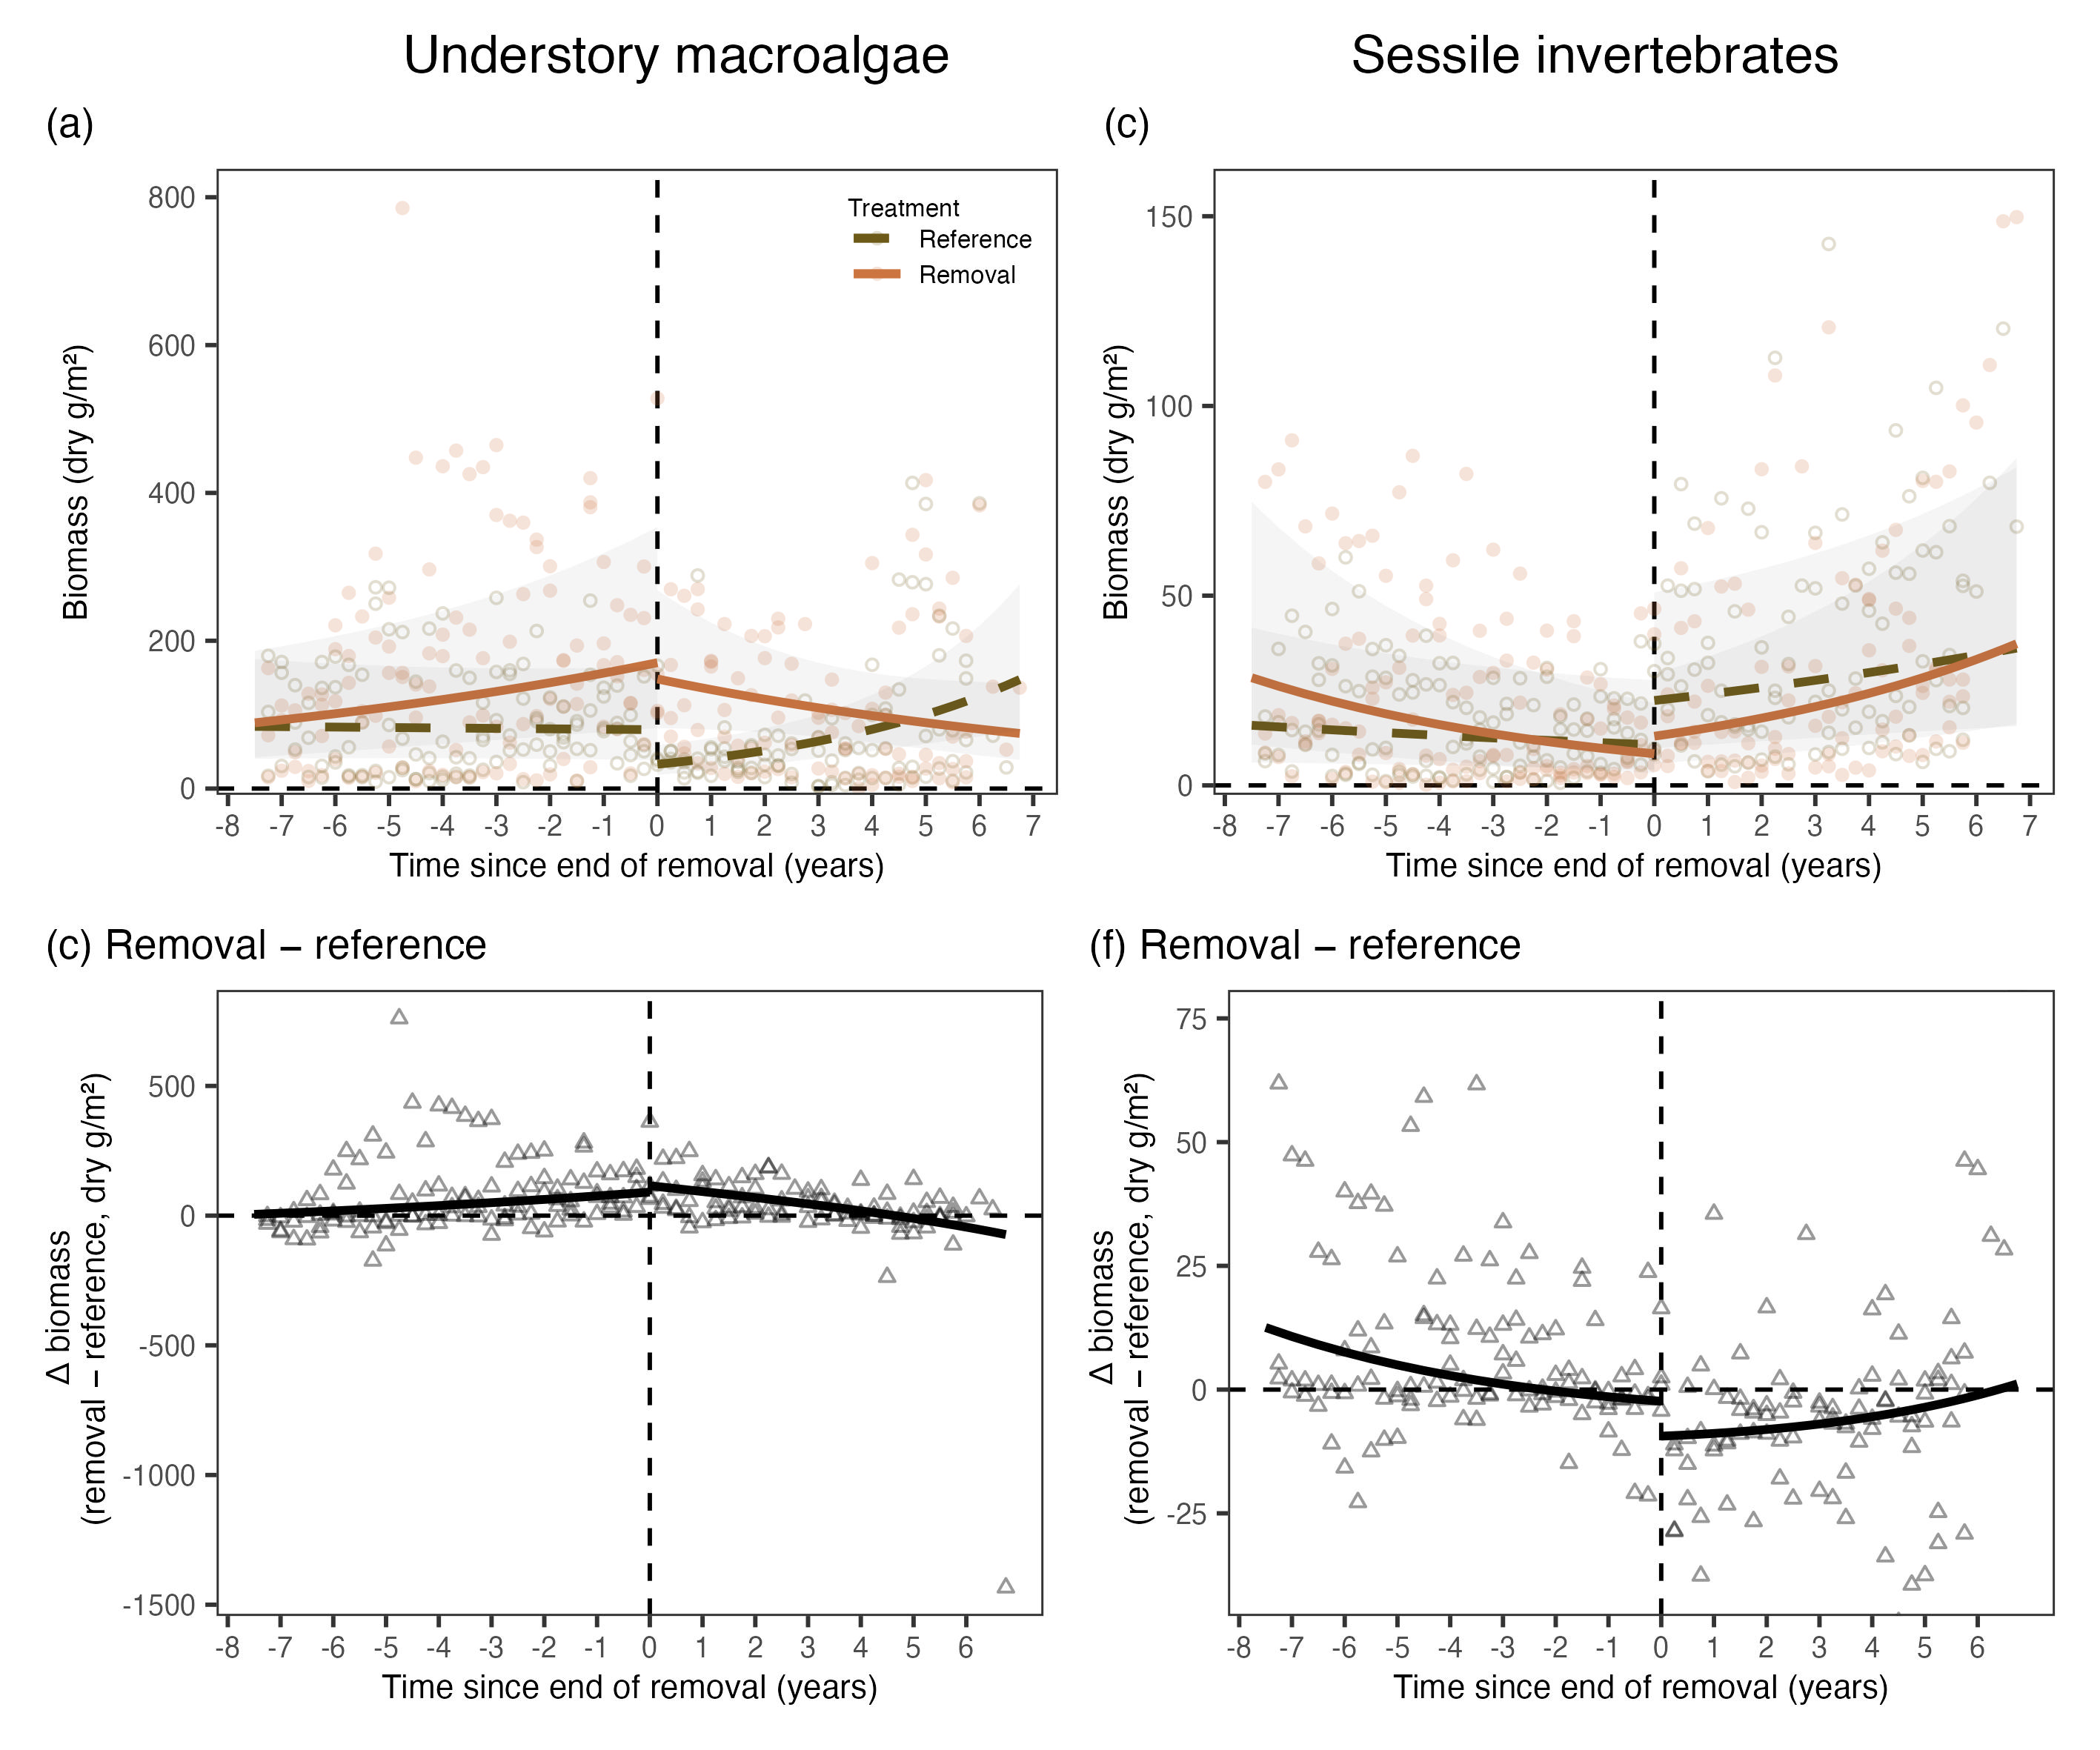 Understory macroalgae
Sessile invertebrates
(a)
Biomass (dry g/m²)
800
600
400
200
0
Treatment
Reference
Removal
-8 -7 -6 -5 -4 -3 -2 -1 0 1 2 3 4 5 6 7
Time since end of removal (years)
(c)
Biomass (dry g/m²)
150
100
50
0
-8 -7 -6 -5 -4 -3 -2 -1 0 1 2 3 4 5 6 7
Time since end of removal (years)
(c) Removal − reference
Δ biomass
(removal − reference, dry g/m²)
500
0
-500
-1000
-1500
-8 -7 -6 -5 -4 -3 -2 -1 0 1 2 3 4 5 6
Time since end of removal (years)
(f) Removal − reference
Δ biomass
(removal − reference, dry g/m²)
75
50
25
0
-25
-8 -7 -6 -5 -4 -3 -2 -1 0 1 2 3 4 5 6
Time since end of removal (years)